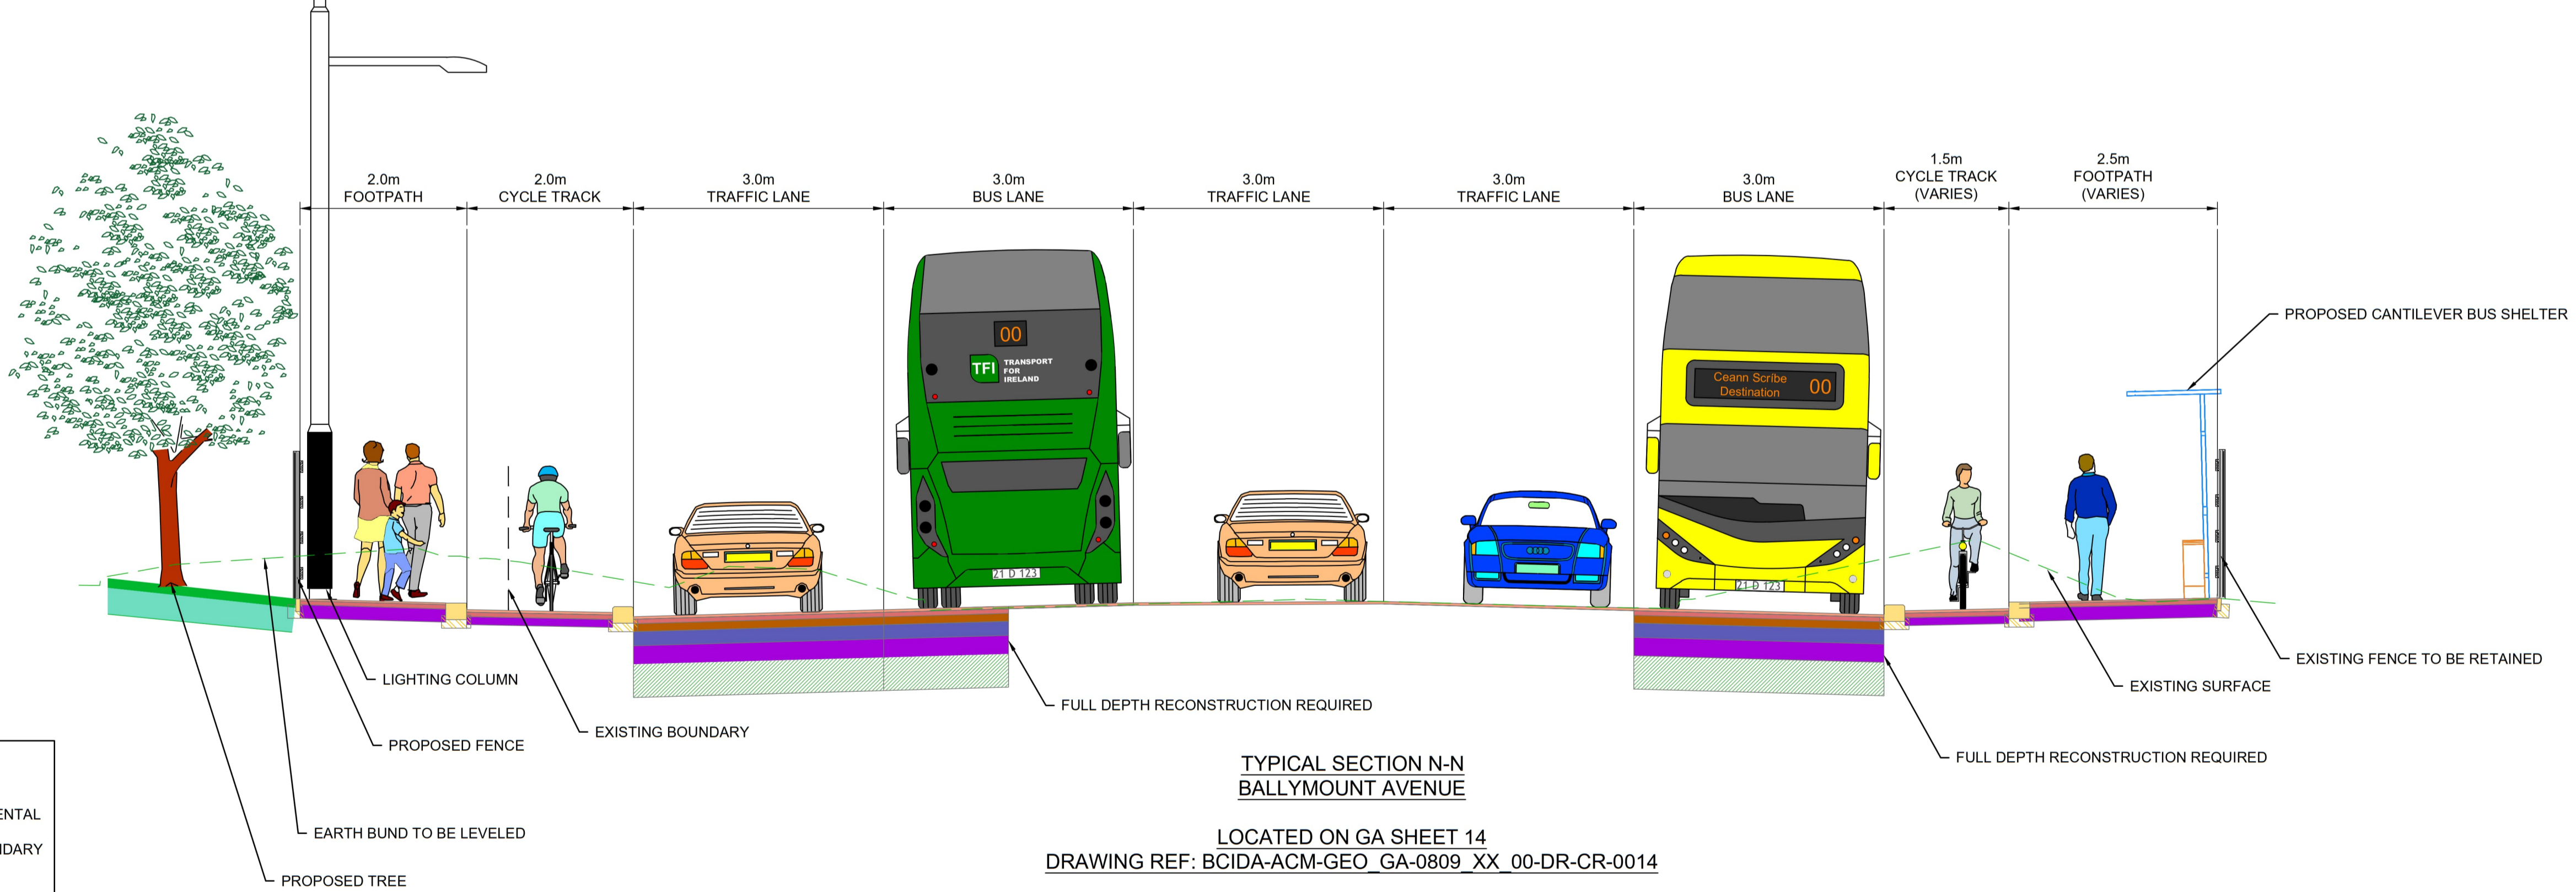 2.0m
FOOTPATH
2.0m
CYCLE TRACK
3.0m
TRAFFIC LANE
3.0m
BUS LANE
3.0m
TRAFFIC LANE
3.0m
TRAFFIC LANE
3.0m
BUS LANE
1.5m
CYCLE TRACK
(VARIES)
2.5m
FOOTPATH
(VARIES)
00
TFI
TRANSPORT
FOR
IRELAND
21 D 123
Ceann Scríbe
Destination
00
21 D 123
PROPOSED CANTILEVER BUS SHELTER
EXISTING FENCE TO BE RETAINED
EXISTING SURFACE
FULL DEPTH RECONSTRUCTION REQUIRED
FULL DEPTH RECONSTRUCTION REQUIRED
LIGHTING COLUMN
EXISTING BOUNDARY
PROPOSED FENCE
EARTH BUND TO BE LEVELED
PROPOSED TREE
ENTAL
NDARY
TYPICAL SECTION N-N
BALLYMOUNT AVENUE
LOCATED ON GA SHEET 14
DRAWING REF: BCIDA-ACM-GEO_GA-0809_XX_00-DR-CR-0014